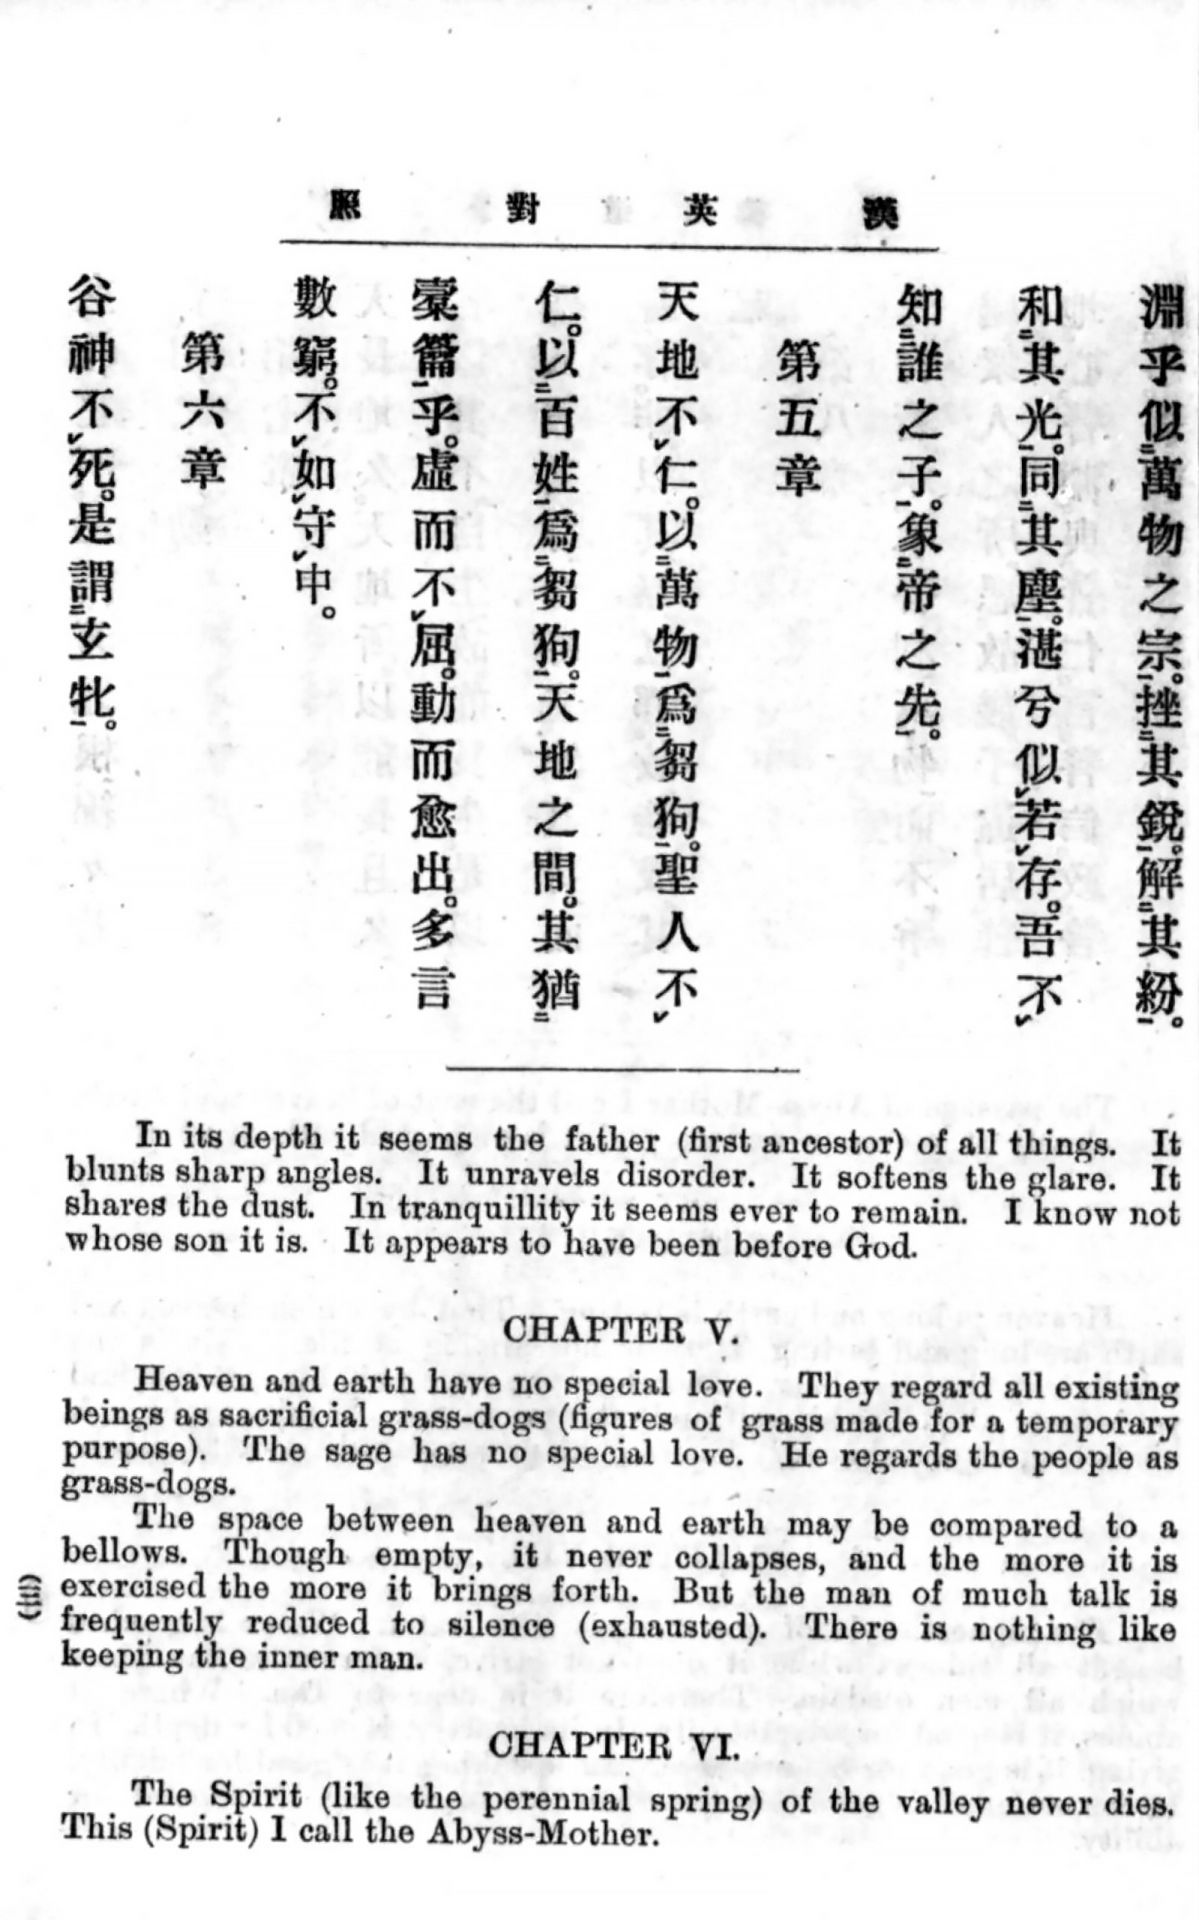 漢英對照
淵乎似萬物之宗。挫其銳。解其紛。
和其光。同其塵。湛兮似若存。吾不
知誰之子。象帝之先。
第五章
天地不仁。以萬物爲芻狗。聖人不
仁。以百姓爲芻狗。天地之間。其猶
橐籥乎。虛而不屈。動而愈出。多言
數窮。不如守中。
第六章
谷神不死。是謂玄牝。
In its depth it seems the father (first ancestor) of all things. It
blunts sharp angles. It unravels disorder. It softens the glare. It
shares the dust. In tranquillity it seems ever to remain. I know not
whose son it is. It appears to have been before God.
CHAPTER V.
Heaven and earth have no special love. They regard all existing
beings as sacrificial grass-dogs (figures of grass made for a temporary
purpose). The sage has no special love. He regards the people as
grass-dogs.
The space between heaven and earth may be compared to a
bellows. Though empty, it never collapses, and the more it is
exercised the more it brings forth. But the man of much talk is
frequently reduced to silence (exhausted). There is nothing like
keeping the inner man.
(三)
CHAPTER VI.
The Spirit (like the perennial spring) of the valley never dies.
This (Spirit) I call the Abyss-Mother.